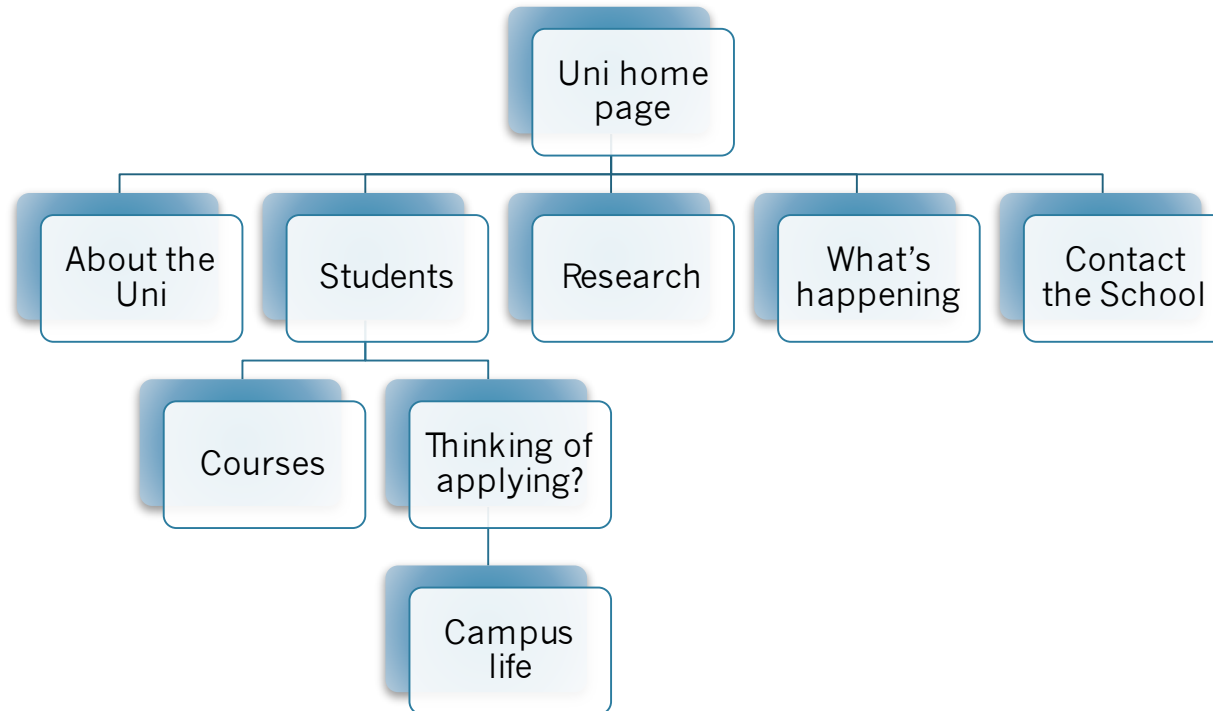 Uni home
page
About the
Uni
Students
Research
What's
happening
Contact
the School
Courses
Thinking of
applying?
Campus
life